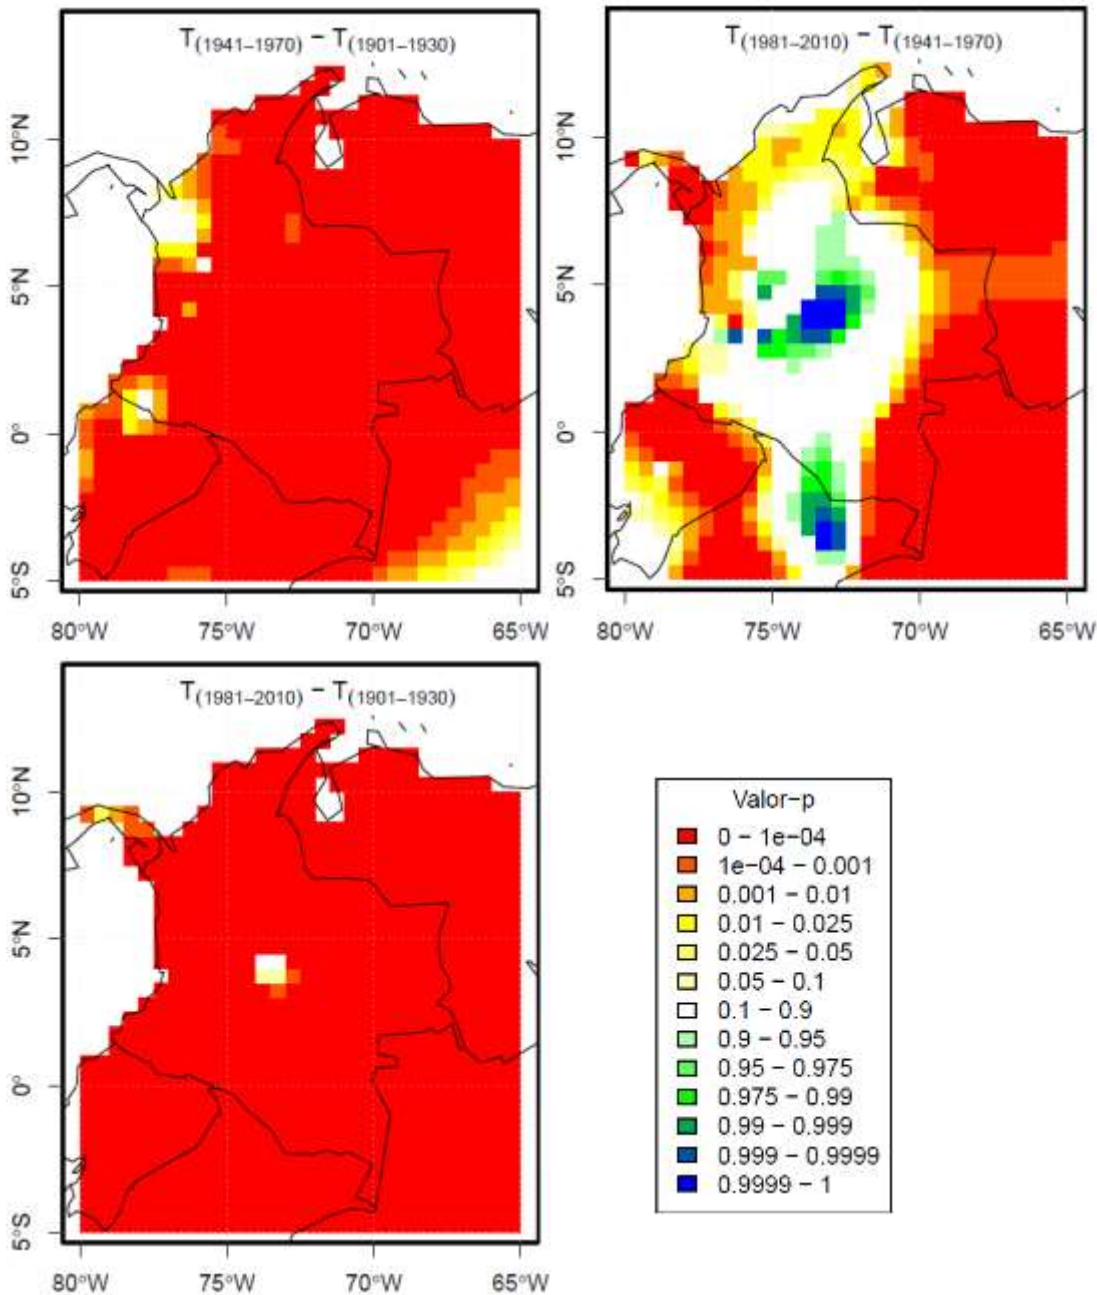 T(1941–1970) – T(1901–1930)
10°N
5°N
0°
5°S
80°W 75°W 70°W 65°W
T(1981–2010) – T(1941–1970)
10°N
5°N
0°
5°S
80°W 75°W 70°W 65°W
T(1981–2010) – T(1901–1930)
10°N
5°N
0°
5°S
80°W 75°W 70°W 65°W
Valor–p
0 – 1e–04
1e–04 – 0.001
0.001 – 0.01
0.01 – 0.025
0.025 – 0.05
0.05 – 0.1
0.1 – 0.9
0.9 – 0.95
0.95 – 0.975
0.975 – 0.99
0.99 – 0.999
0.999 – 0.9999
0.9999 – 1